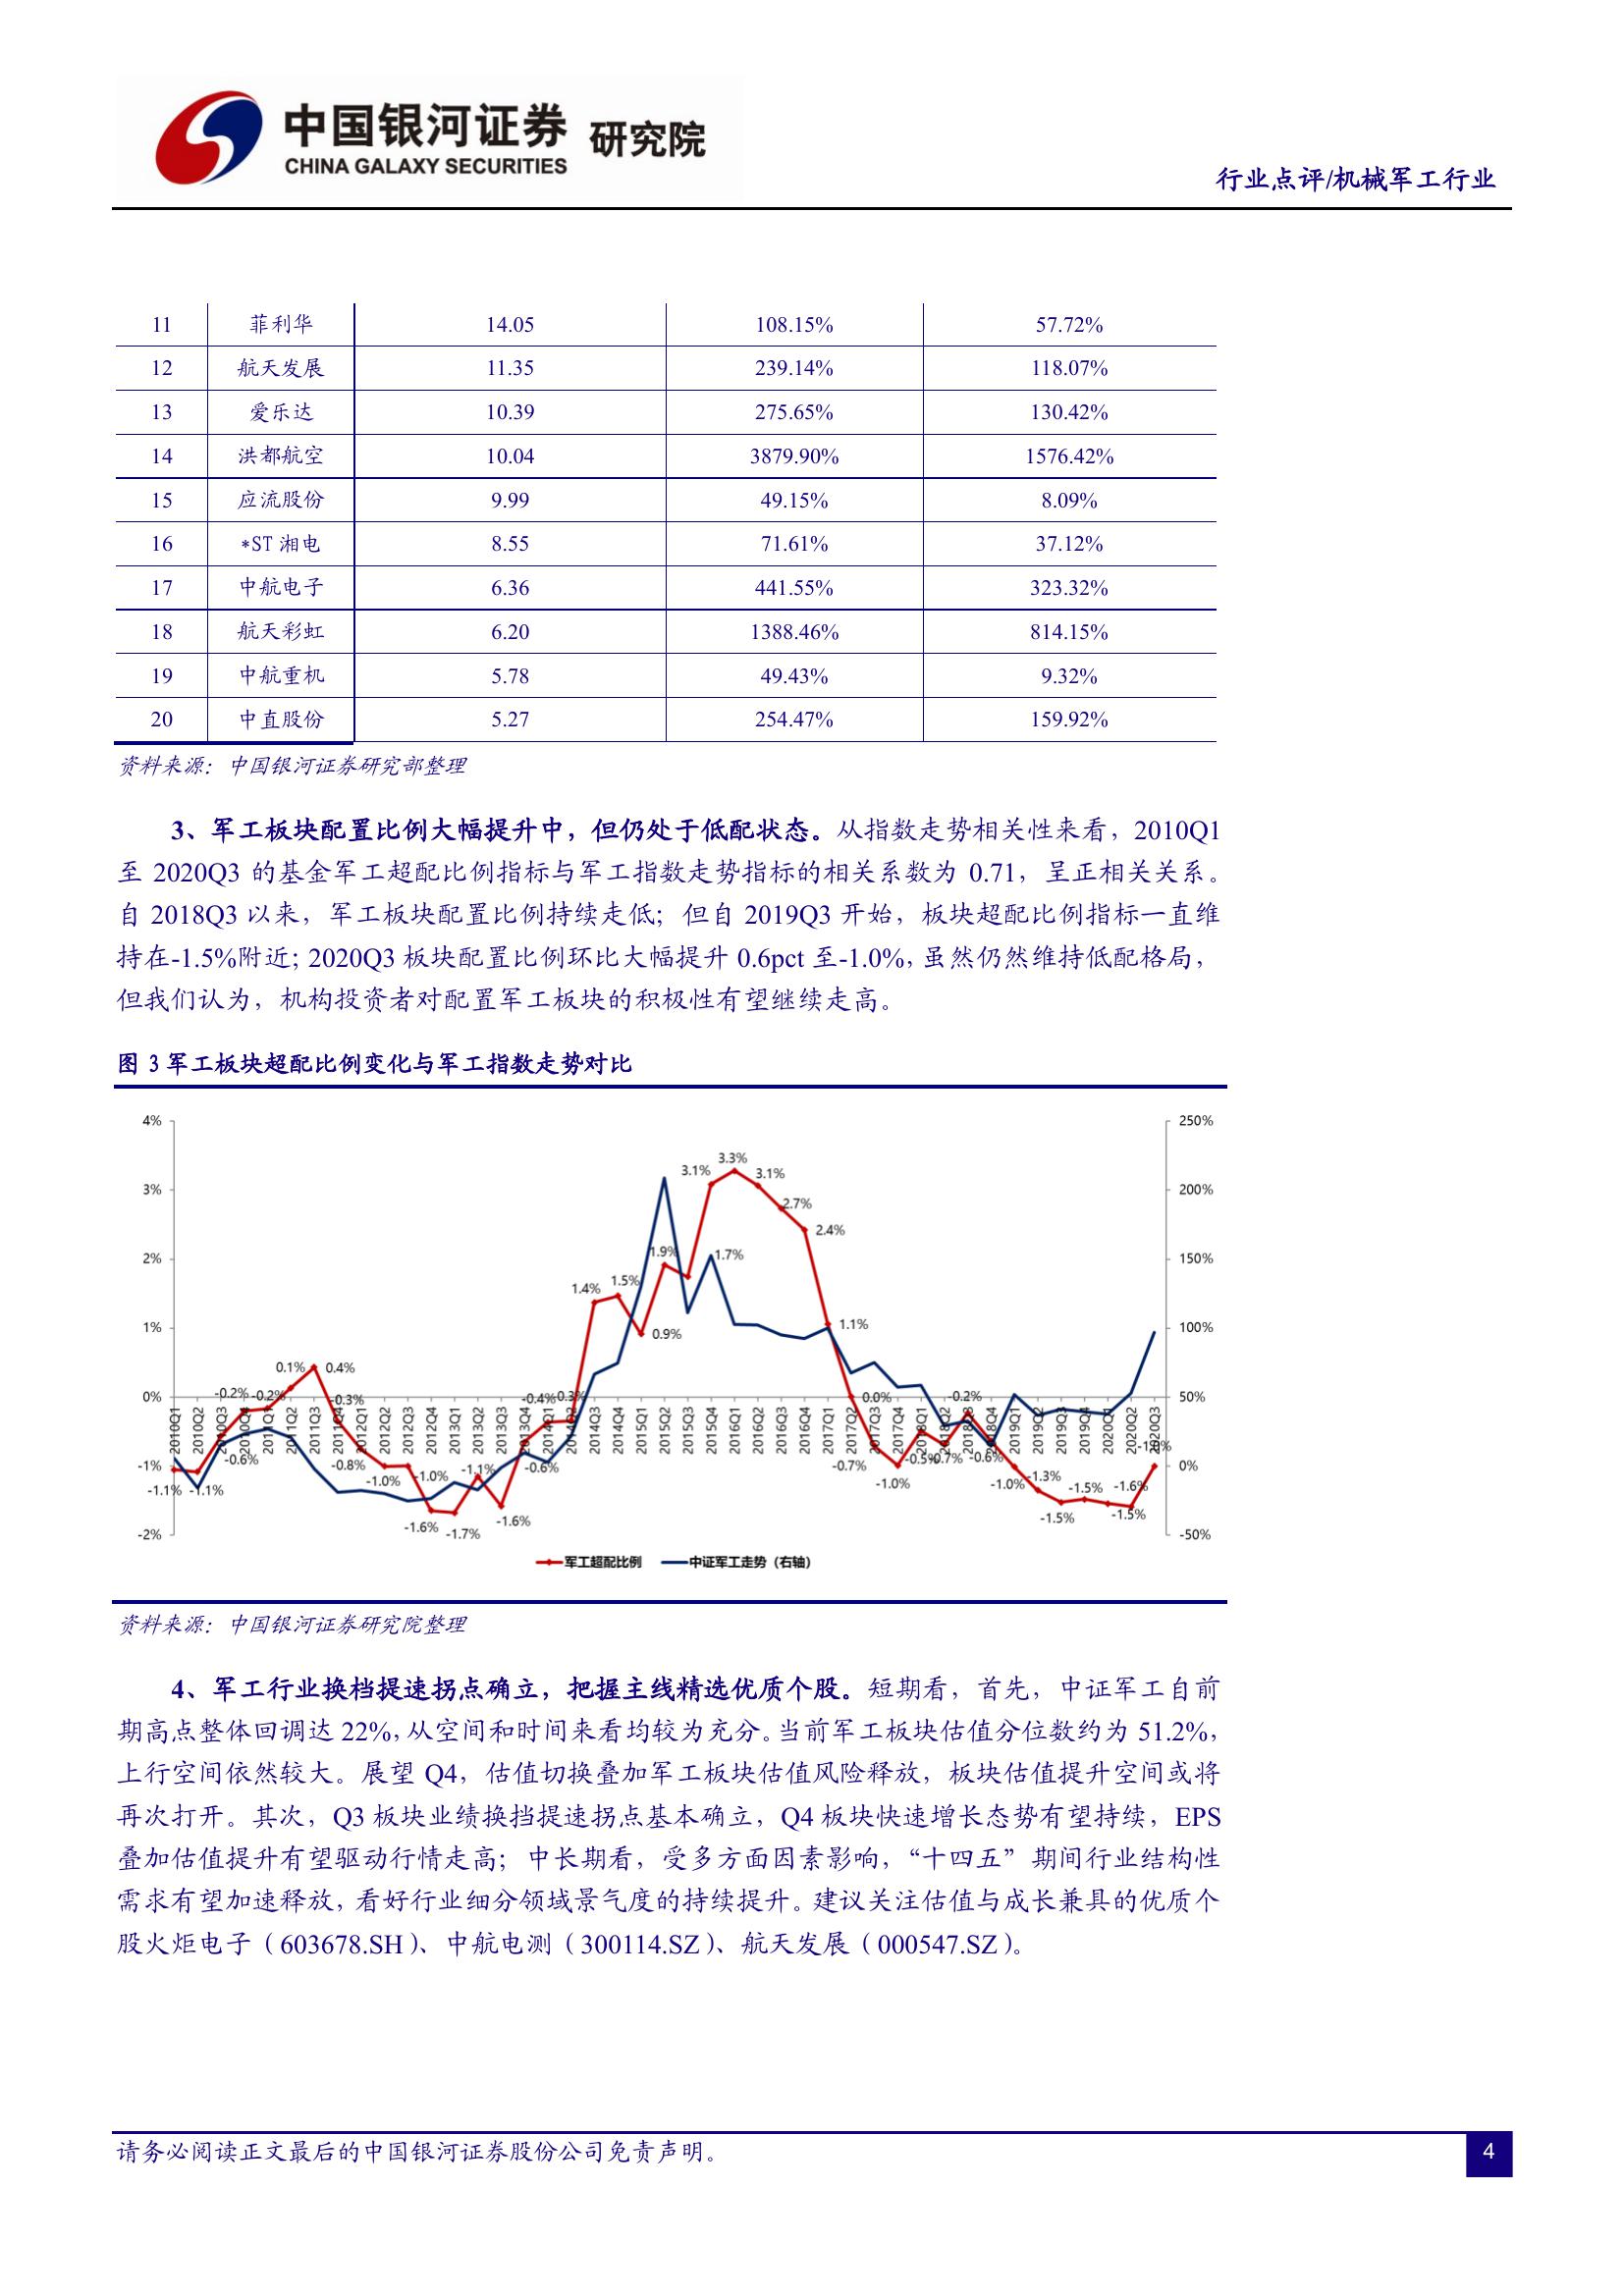 中国银河证券 研究院
CHINA GALAXY SECURITIES
行业点评/机械军工行业
11 菲利华 14.05 108.15% 57.72%
12 航天发展 11.35 239.14% 118.07%
13 爱乐达 10.39 275.65% 130.42%
14 洪都航空 10.04 3879.90% 1576.42%
15 应流股份 9.99 49.15% 8.09%
16 *ST 湘电 8.55 71.61% 37.12%
17 中航电子 6.36 441.55% 323.32%
18 航天彩虹 6.20 1388.46% 814.15%
19 中航重机 5.78 49.43% 9.32%
20 中直股份 5.27 254.47% 159.92%
资料来源：中国银河证券研究部整理
3、军工板块配置比例大幅提升中，但仍处于低配状态。从指数走势相关性来看，2010Q1
至 2020Q3 的基金军工超配比例指标与军工指数走势指标的相关系数为 0.71，呈正相关关系。
自 2018Q3 以来，军工板块配置比例持续走低；但自 2019Q3 开始，板块超配比例指标一直维
持在-1.5%附近；2020Q3 板块配置比例环比大幅提升 0.6pct 至-1.0%，虽然仍然维持低配格局，
但我们认为，机构投资者对配置军工板块的积极性有望继续走高。
图 3 军工板块超配比例变化与军工指数走势对比
4% 250%
3.1% 3.3% 3.1%
3% 200%
2.7%
2.4%
2% 1.9% 1.7% 150%
1.4% 1.5%
1% 0.9% 1.1% 100%
0.1% 0.4%
0% -0.2% -0.2% -0.3% -0.4% 0.3% 0.0% -0.2% 50%
2010Q1 2010Q2 2010Q3 2010Q4 2011Q1 2011Q2 2011Q3 2011Q4 2012Q1 2012Q2 2012Q3 2012Q4 2013Q1 2013Q2 2013Q3 2013Q4 2014Q1 2014Q2 2014Q3 2014Q4 2015Q1 2015Q2 2015Q3 2015Q4 2016Q1 2016Q2 2016Q3 2016Q4 2017Q1 2017Q2 2017Q3 2017Q4 2018Q1 2018Q2 2018Q3 2018Q4 2019Q1 2019Q2 2019Q3 2019Q4 2020Q1 2020Q2 2020Q3
-0.6% -0.8% -1.0% -1.0% -1.1% -0.6% -0.7% -0.5% -0.7% -0.6% -1.0%
-1% 0%
-1.1% -1.1% -1.0% -1.0% -1.3% -1.5% -1.6%
-1.6% -1.7% -1.6% -1.5% -1.5%
-2% -50%
军工超配比例 中证军工走势（右轴）
资料来源：中国银河证券研究院整理
4、军工行业换档提速拐点确立，把握主线精选优质个股。短期看，首先，中证军工自前
期高点整体回调达 22%，从空间和时间来看均较为充分。当前军工板块估值分位数约为 51.2%，
上行空间依然较大。展望 Q4，估值切换叠加军工板块估值风险释放，板块估值提升空间或将
再次打开。其次，Q3 板块业绩换挡提速拐点基本确立，Q4 板块快速增长态势有望持续，EPS
叠加估值提升有望驱动行情走高；中长期看，受多方面因素影响，“十四五”期间行业结构性
需求有望加速释放，看好行业细分领域景气度的持续提升。建议关注估值与成长兼具的优质个
股火炬电子（603678.SH）、中航电测（300114.SZ）、航天发展（000547.SZ）。
请务必阅读正文最后的中国银河证券股份公司免责声明。
4